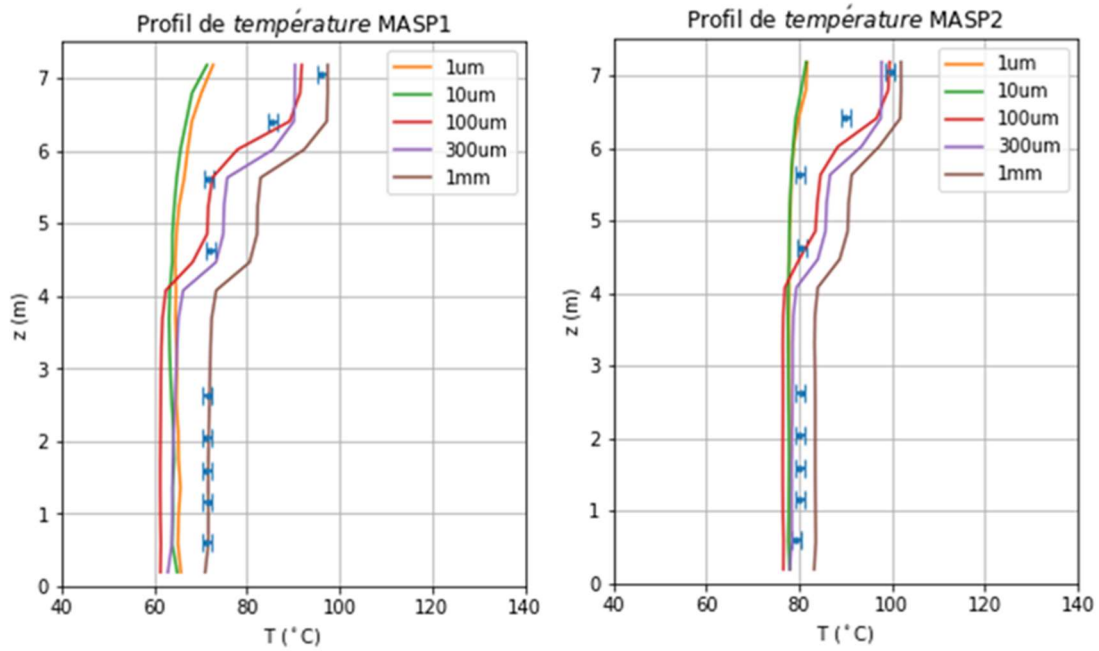 Profil de température MASP1
1um
10um
100um
300um
1mm
7
6
5
4
3
2
1
0
z (m)
40 60 80 100 120 140
T (˚C)
Profil de température MASP2
1um
10um
100um
300um
1mm
7
6
5
4
3
2
1
0
z (m)
40 60 80 100 120 140
T (˚C)